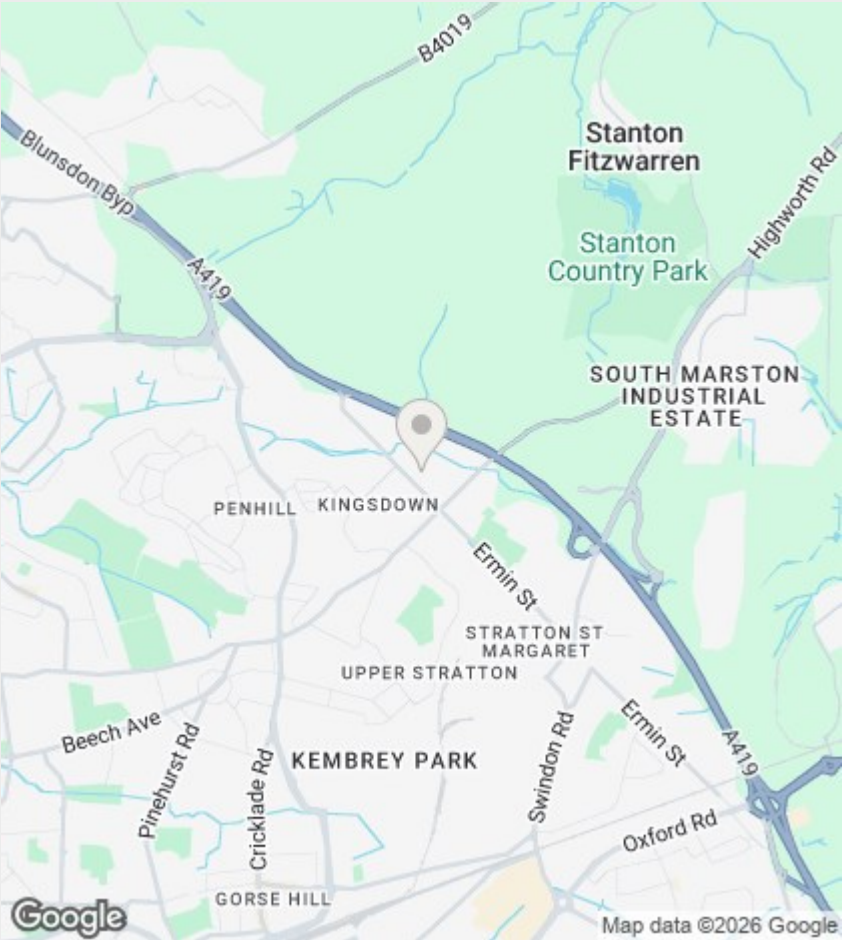 B4019
Stanton
Fitzwarren
Blunsdon Byp
Highworth Rd
Stanton
Country Park
A419
SOUTH MARSTON
INDUSTRIAL
ESTATE
PENHILL
KINGSDOWN
Ermin St
STRATTON ST
MARGARET
UPPER STRATTON
Beech Ave
Pinehurst Rd
Cricklade Rd
KEMBREY PARK
Swindon Rd
Ermin St
A419
Oxford Rd
GORSE HILL
Google
Map data ©2026 Google